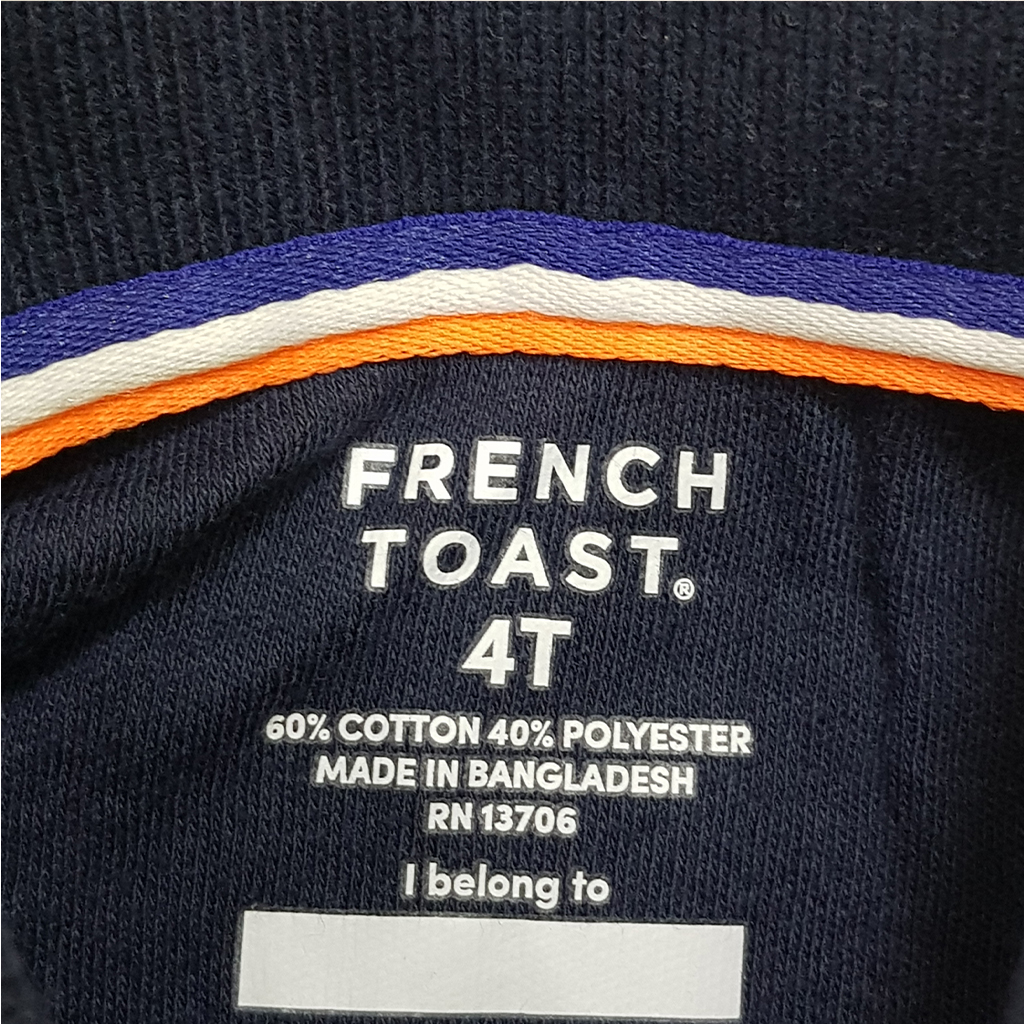 FRENCH
TOAST®
4T
60% COTTON 40% POLYESTER
MADE IN BANGLADESH
RN 13706
I belong to